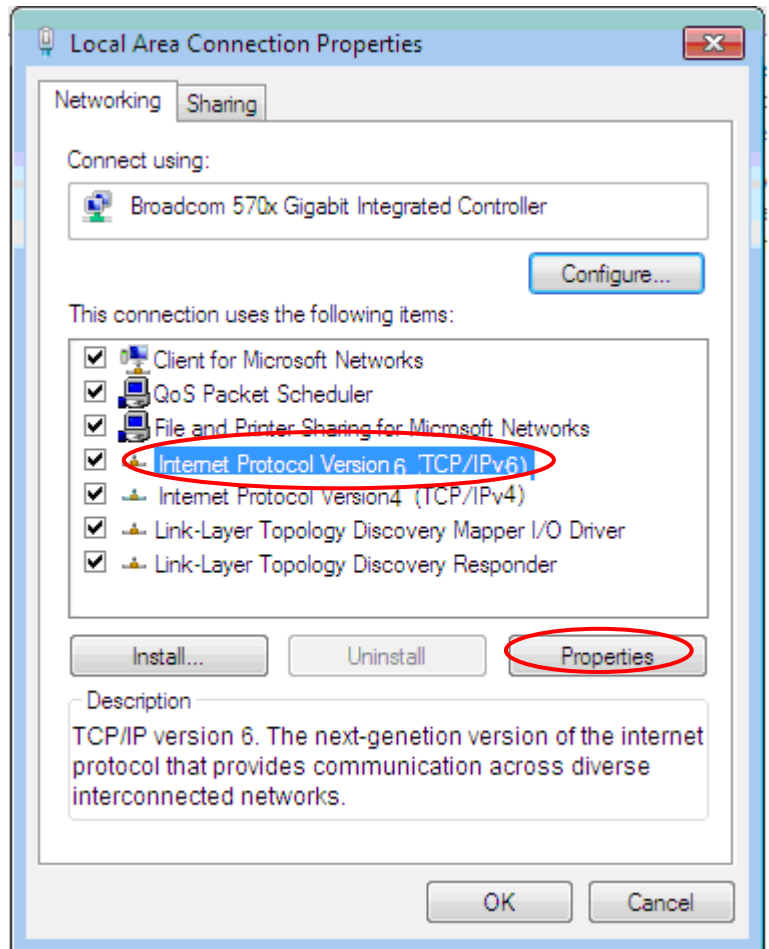 Local Area Connection Properties
Networking
Sharing
Connect using:
Broadcom 570x Gigabit Integrated Controller
Configure...
This connection uses the following items:
Client for Microsoft Networks
QoS Packet Scheduler
File and Printer Sharing for Microsoft Networks
Internet Protocol Version 6 (TCP/IPv6)
Internet Protocol Version4 (TCP/IPv4)
Link-Layer Topology Discovery Mapper I/O Driver
Link-Layer Topology Discovery Responder
Install...
Uninstall
Properties
Description
TCP/IP version 6. The next-genetion version of the internet
protocol that provides communication across diverse
interconnected networks.
OK
Cancel